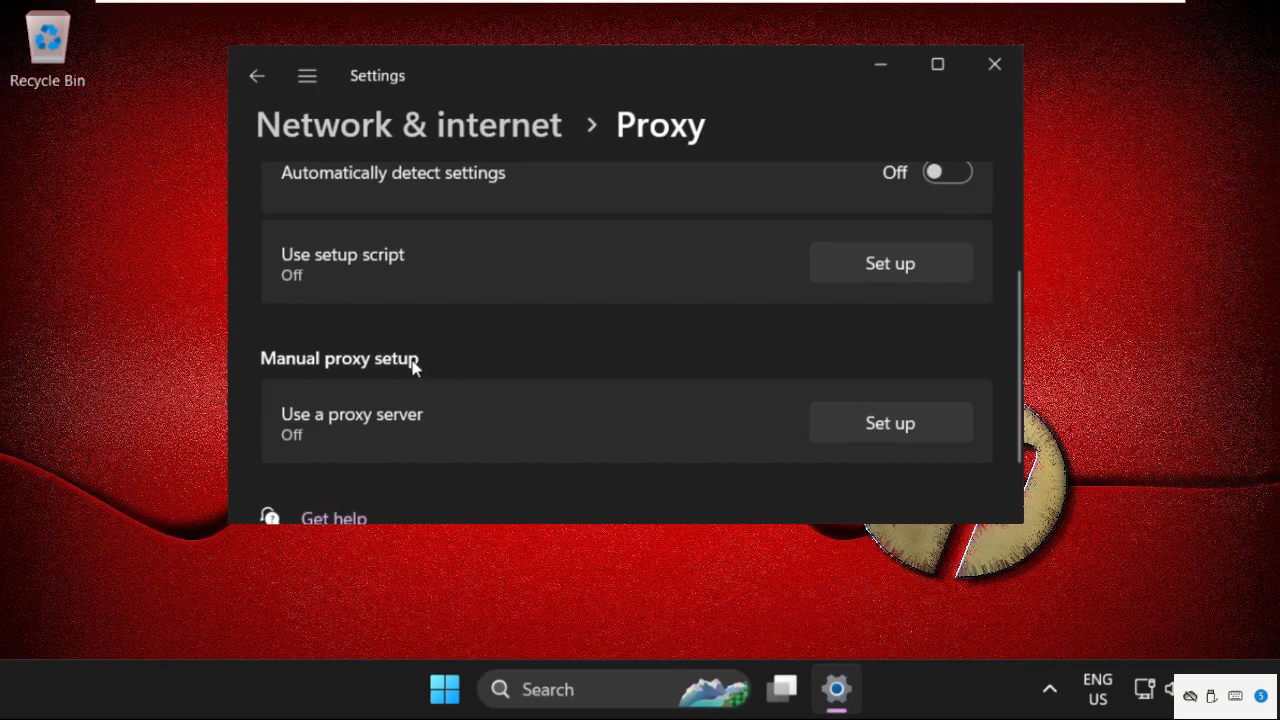 Recycle Bin
Settings
Network & internet > Proxy
Automatically detect settings Off
Use setup script
Off
Set up
Manual proxy setup
Use a proxy server
Off
Set up
Get help
Search
ENG
US
5